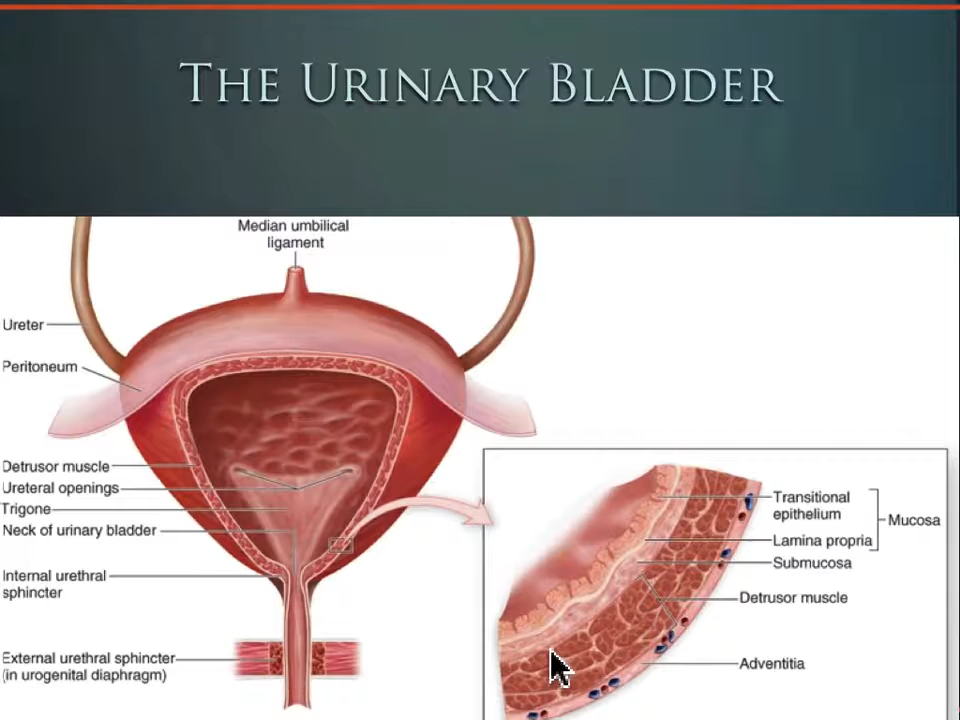 THE URINARY BLADDER
Median umbilical
ligament
Ureter
Peritoneum
Detrusor muscle
Ureteral openings
Trigone
Neck of urinary bladder
Internal urethral
sphincter
External urethral sphincter
(in urogenital diaphragm)
Transitional
epithelium
Mucosa
Lamina propria
Submucosa
Detrusor muscle
Adventitia